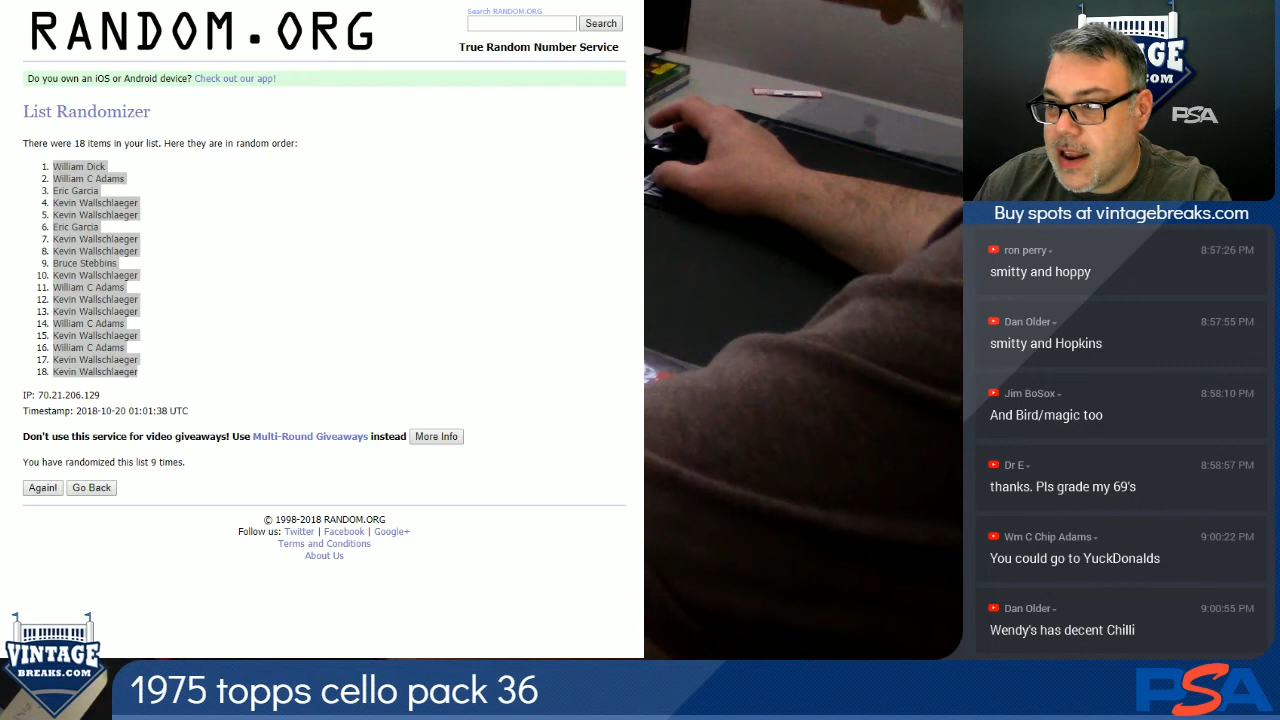 RANDOM.ORG
Search RANDOM.ORG
Search
True Random Number Service
Do you own an iOS or Android device? Check out our app!
List Randomizer
There were 18 items in your list. Here they are in random order:
1. William Dick
2. William C Adams
3. Eric Garcia
4. Kevin Wallschlaeger
5. Kevin Wallschlaeger
6. Eric Garcia
7. Kevin Wallschlaeger
8. Kevin Wallschlaeger
9. Bruce Stebbins
10. Kevin Wallschlaeger
11. William C Adams
12. Kevin Wallschlaeger
13. Kevin Wallschlaeger
14. William C Adams
15. Kevin Wallschlaeger
16. William C Adams
17. Kevin Wallschlaeger
18. Kevin Wallschlaeger
IP: 70.21.206.129
Timestamp: 2018-10-20 01:01:38 UTC
Don't use this service for video giveaways! Use Multi-Round Giveaways instead More Info
You have randomized this list 9 times.
Again! Go Back
© 1998-2018 RANDOM.ORG
Follow us: Twitter | Facebook | Google+
Terms and Conditions
About Us
VINTAGE
BREAKS.COM
1975 topps cello pack 36
PSA
VINTAGE
.COM
PSA
Buy spots at vintagebreaks.com
ron perry 8:57:26 PM
smitty and hoppy
Dan Older 8:57:55 PM
smitty and Hopkins
Jim BoSox 8:58:10 PM
And Bird/magic too
Dr E 8:58:57 PM
thanks. Pls grade my 69's
Wm C Chip Adams 9:00:22 PM
You could go to YuckDonalds
Dan Older 9:00:55 PM
Wendy's has decent Chilli